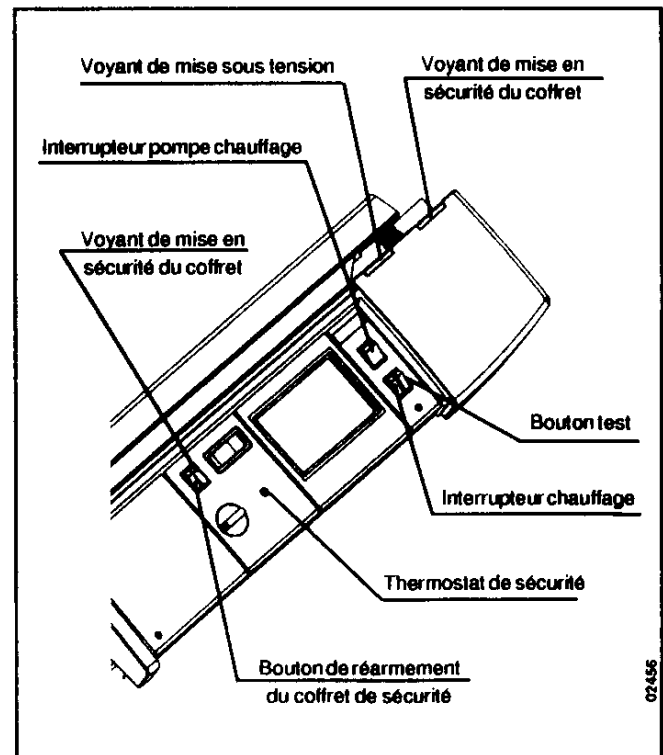 Voyant de mise sous tension
Voyant de mise en
sécurité du coffret
Interrupteur pompe chauffage
Voyant de mise en
sécurité du coffret
Bouton test
Interrupteur chauffage
Thermostat de sécurité
Bouton de réarmement
du coffret de sécurité
02456